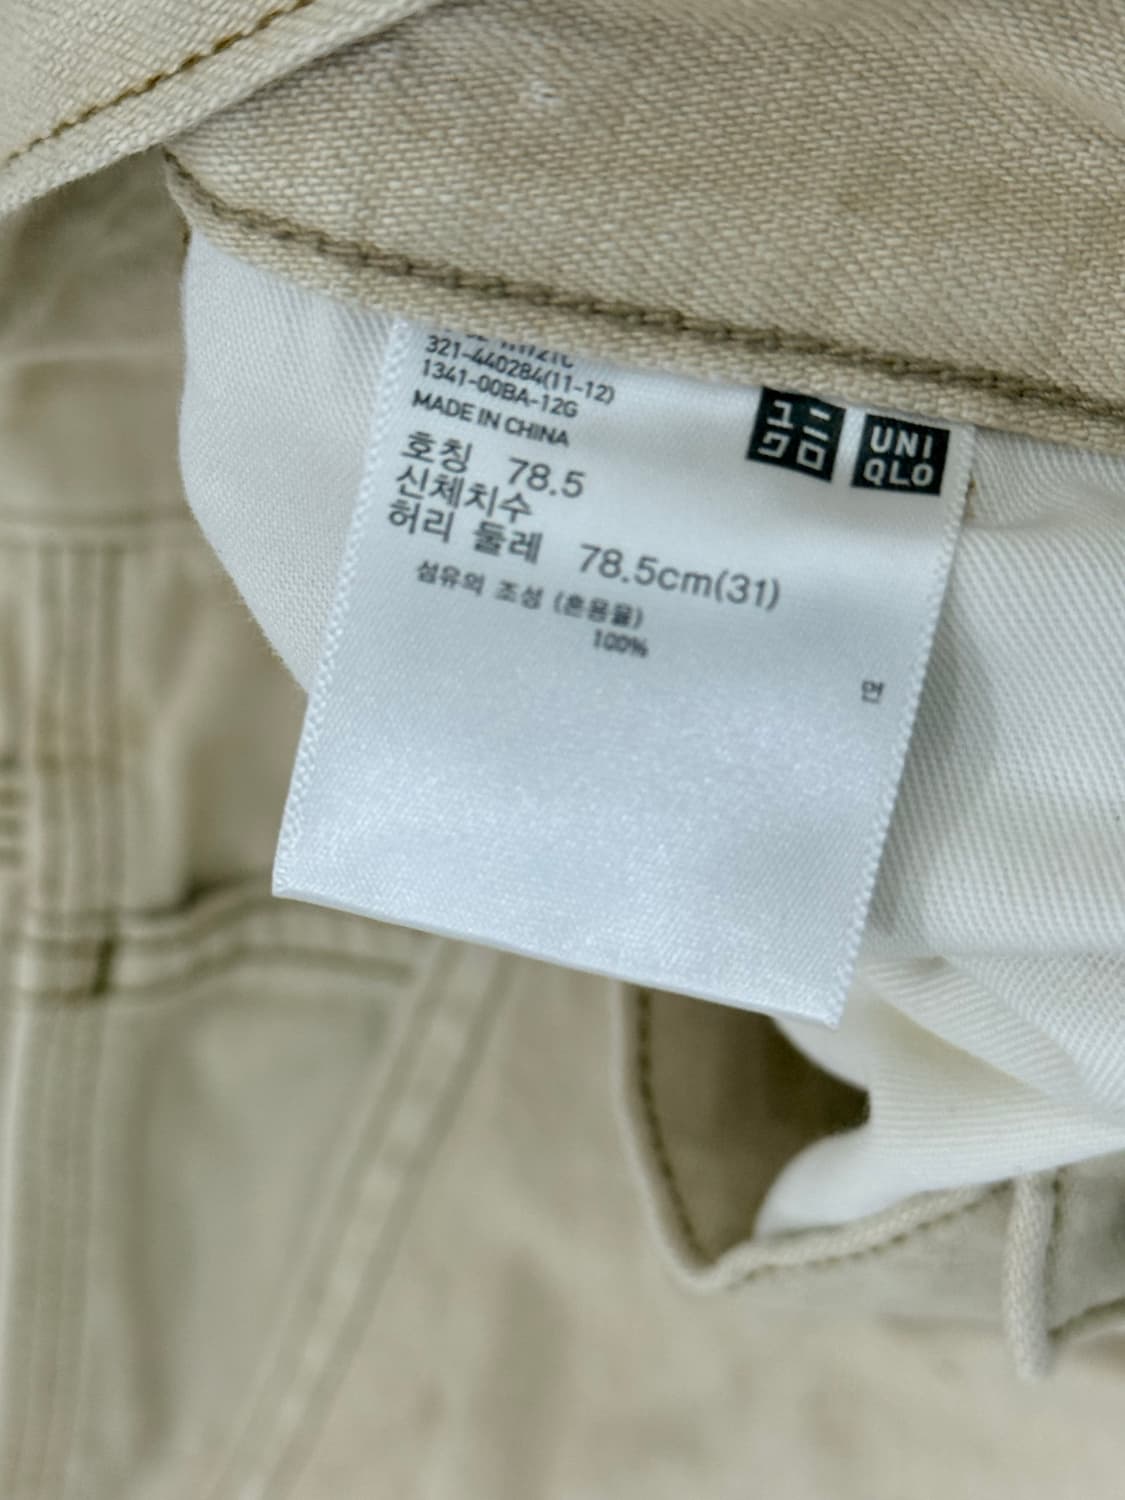 321-440284(11-12)
1341-00BA-12G
MADE IN CHINA
ユニ
クロ
UNI
QLO
호칭 78.5
신체치수
허리 둘레 78.5cm(31)
섬유의 조성 (혼용율)
100%
면